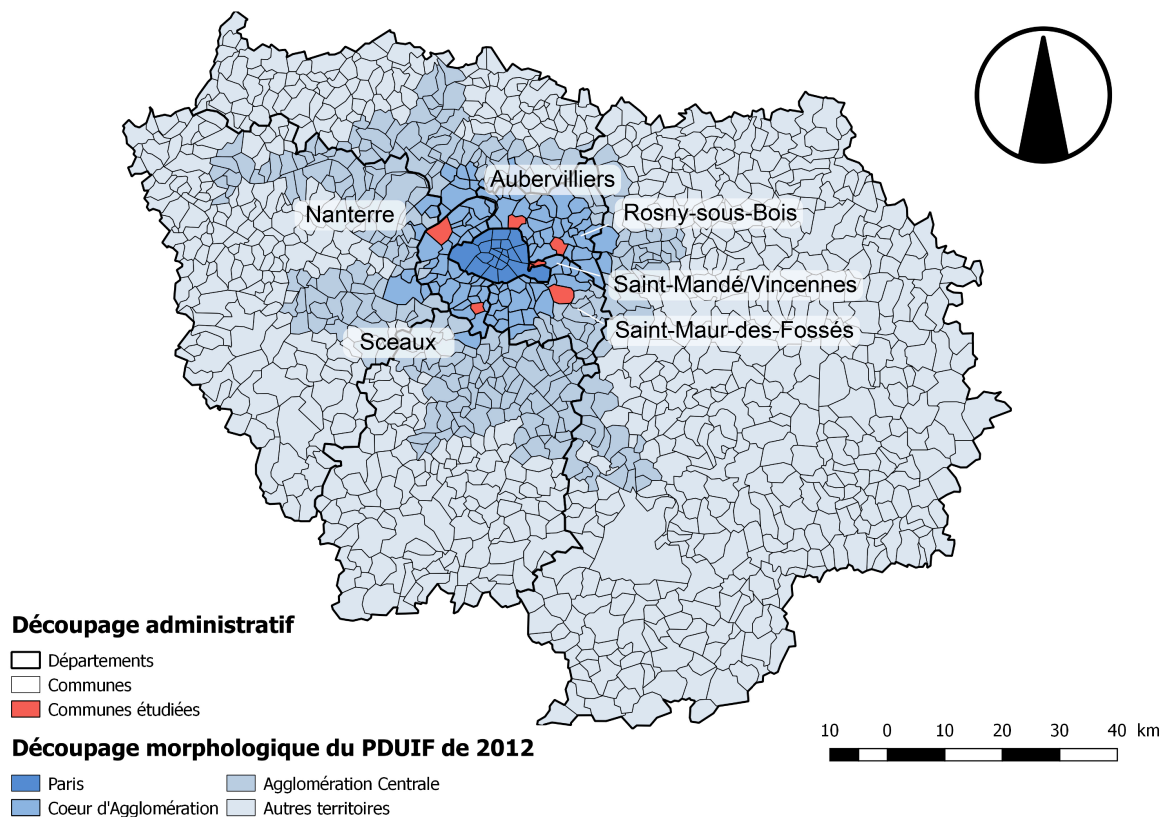 Aubervilliers
Nanterre
Rosny-sous-Bois
Saint-Mandé/Vincennes
Saint-Maur-des-Fossés
Sceaux
Découpage administratif
Départements
Communes
Communes étudiées
Découpage morphologique du PDUIF de 2012
Paris
Agglomération Centrale
Coeur d'Agglomération
Autres territoires
10 0 10 20 30 40 km